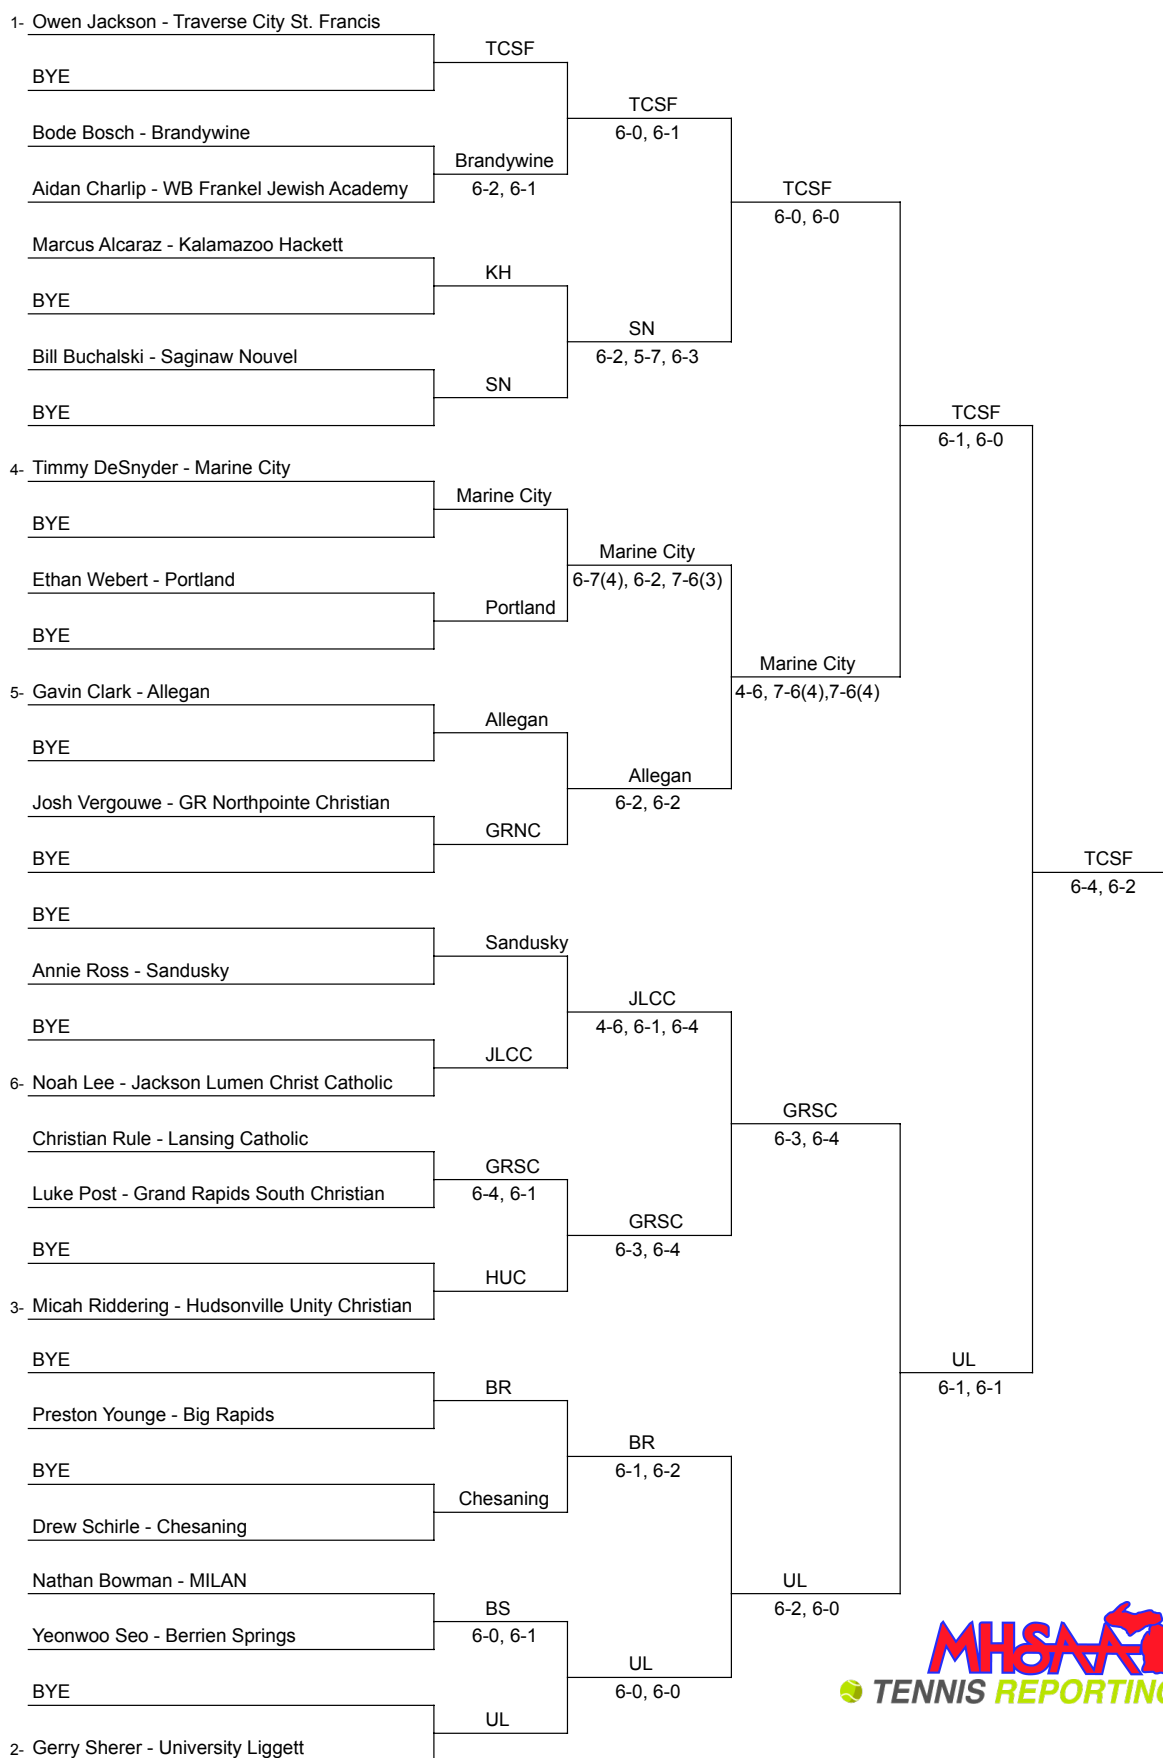 1- Owen Jackson - Traverse City St. Francis
TCSF
BYE
TCSF
6-0, 6-1
Bode Bosch - Brandywine
Brandywine
6-2, 6-1
Aidan Charlip - WB Frankel Jewish Academy
TCSF
6-0, 6-0
Marcus Alcaraz - Kalamazoo Hackett
KH
BYE
SN
6-2, 5-7, 6-3
Bill Buchalski - Saginaw Nouvel
SN
BYE
TCSF
6-1, 6-0
4- Timmy DeSnyder - Marine City
Marine City
BYE
Marine City
6-7(4), 6-2, 7-6(3)
Ethan Webert - Portland
Portland
BYE
Marine City
4-6, 7-6(4),7-6(4)
5- Gavin Clark - Allegan
Allegan
BYE
Allegan
6-2, 6-2
Josh Vergouwe - GR Northpointe Christian
GRNC
BYE
TCSF
6-4, 6-2
BYE
Sandusky
Annie Ross - Sandusky
JLCC
4-6, 6-1, 6-4
BYE
JLCC
6- Noah Lee - Jackson Lumen Christ Catholic
GRSC
6-3, 6-4
Christian Rule - Lansing Catholic
GRSC
6-4, 6-1
Luke Post - Grand Rapids South Christian
GRSC
6-3, 6-4
BYE
HUC
3- Micah Riddering - Hudsonville Unity Christian
BYE
UL
6-1, 6-1
BR
Preston Younge - Big Rapids
BR
6-1, 6-2
BYE
Chesaning
Drew Schirle - Chesaning
Nathan Bowman - MILAN
UL
6-2, 6-0
BS
6-0, 6-1
Yeonwoo Seo - Berrien Springs
UL
6-0, 6-0
BYE
UL
2- Gerry Sherer - University Liggett
MHSAA
TENNIS REPORTING